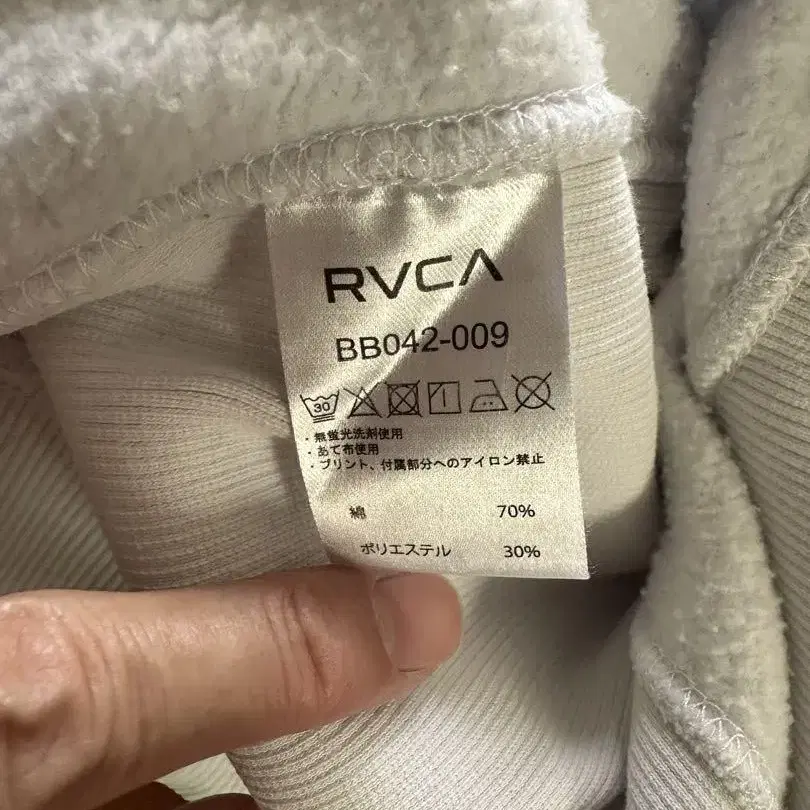 RVCA
BB042-009
30
・無蛍光洗剤使用
・あて布使用
・プリント、付属部分へのアイロン禁止
綿 70%
ポリエステル 30%